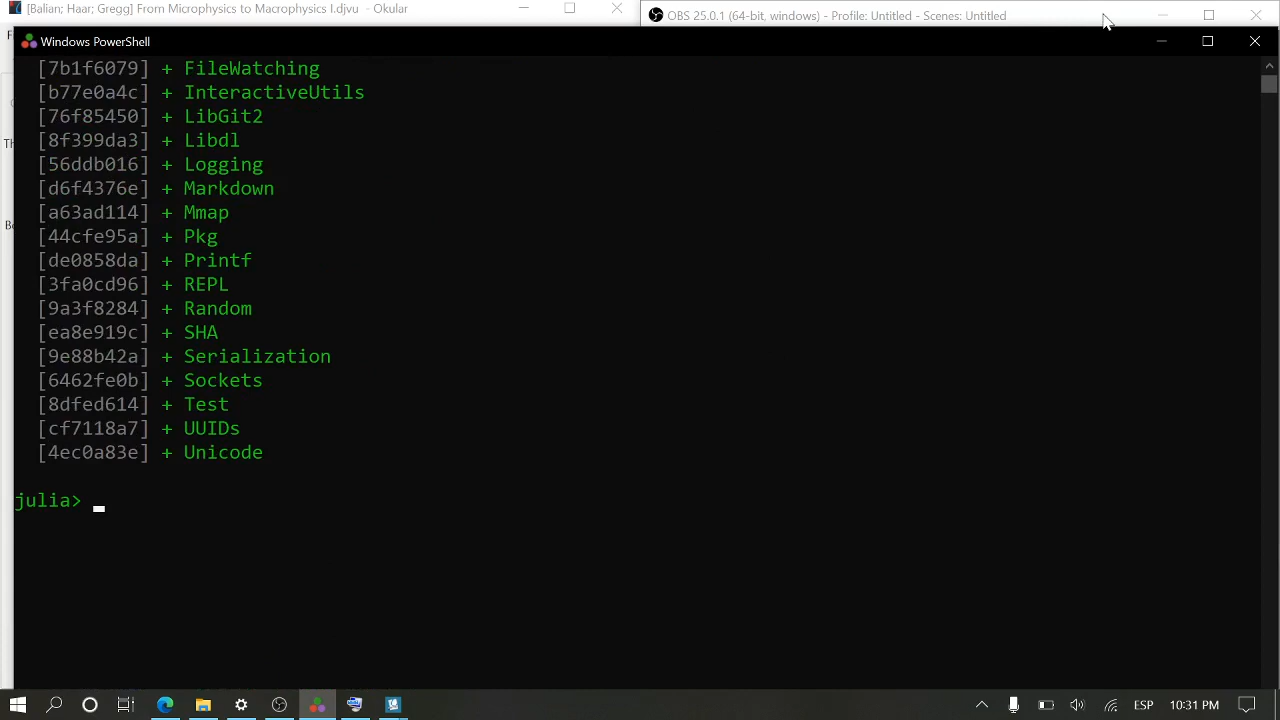 [Balian; Haar; Gregg] From Microphysics to Macrophysics I.djvu - Okular
OBS 25.0.1 (64-bit, windows) - Profile: Untitled - Scenes: Untitled
Windows PowerShell
[7b1f6079] + FileWatching
[b77e0a4c] + InteractiveUtils
[76f85450] + LibGit2
[8f399da3] + Libdl
[56ddb016] + Logging
[d6f4376e] + Markdown
[a63ad114] + Mmap
[44cfe95a] + Pkg
[de0858da] + Printf
[3fa0cd96] + REPL
[9a3f8284] + Random
[ea8e919c] + SHA
[9e88b42a] + Serialization
[6462fe0b] + Sockets
[8dfed614] + Test
[cf7118a7] + UUIDs
[4ec0a83e] + Unicode
julia>
ESP 10:31 PM